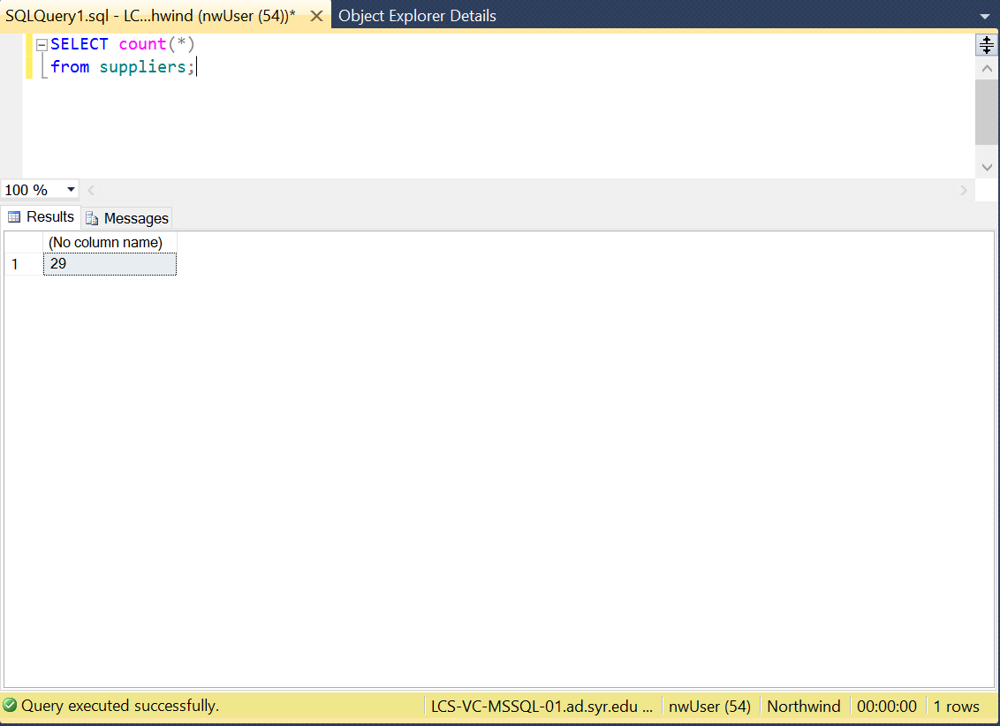 SQLQuery1.sql - LC...hwind (nwUser (54))* Object Explorer Details
SELECT count(*)
from suppliers;
100 %
Results Messages
(No column name)
1 29
Query executed successfully. LCS-VC-MSSQL-01.ad.syr.edu ... nwUser (54) Northwind 00:00:00 1 rows